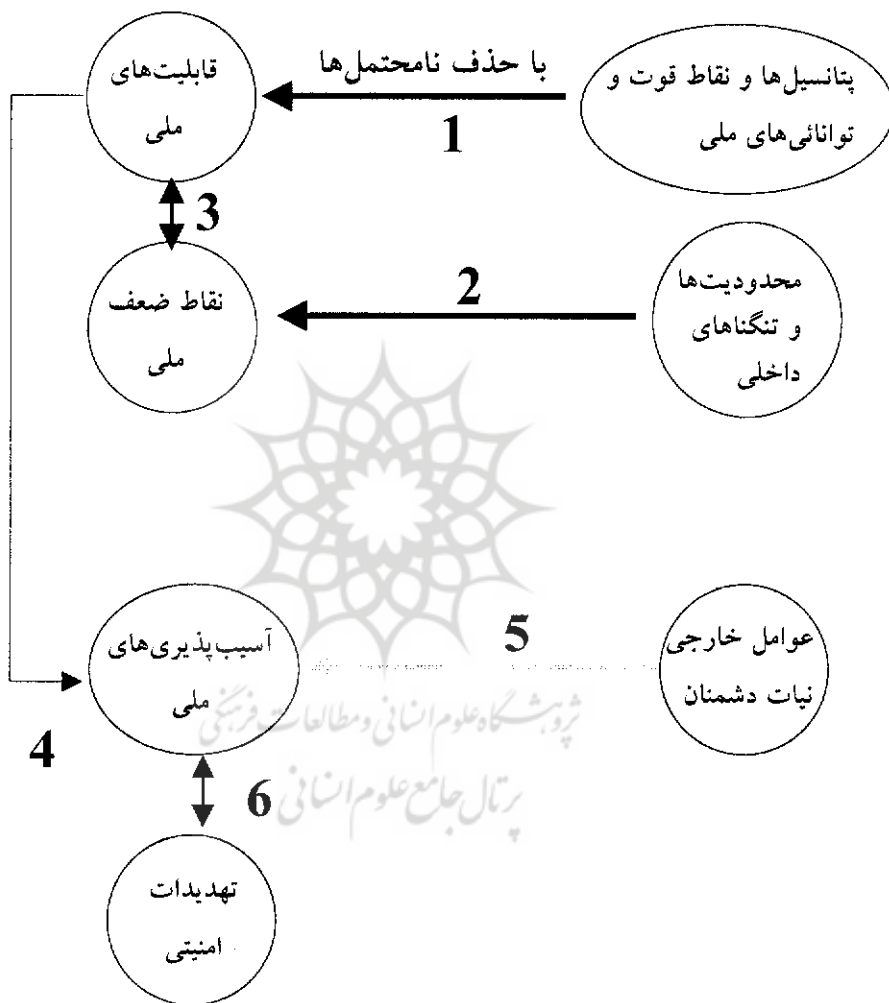 پتانسیل‌ها و نقاط قوت و
توانائی‌های ملی
با حذف نامحتمل‌ها
1
قابلیت‌های
ملی
3
محدودیت‌ها
و تنگناهای
داخلی
2
نقاط ضعف
ملی
عوامل خارجی
نیات دشمنان
5
آسیب‌پذیری‌های
ملی
4
پژوهشگاه علوم انسانی و مطالعات فرهنگی
پرتال جامع علوم انسانی
6
تهدیدات
امنیتی